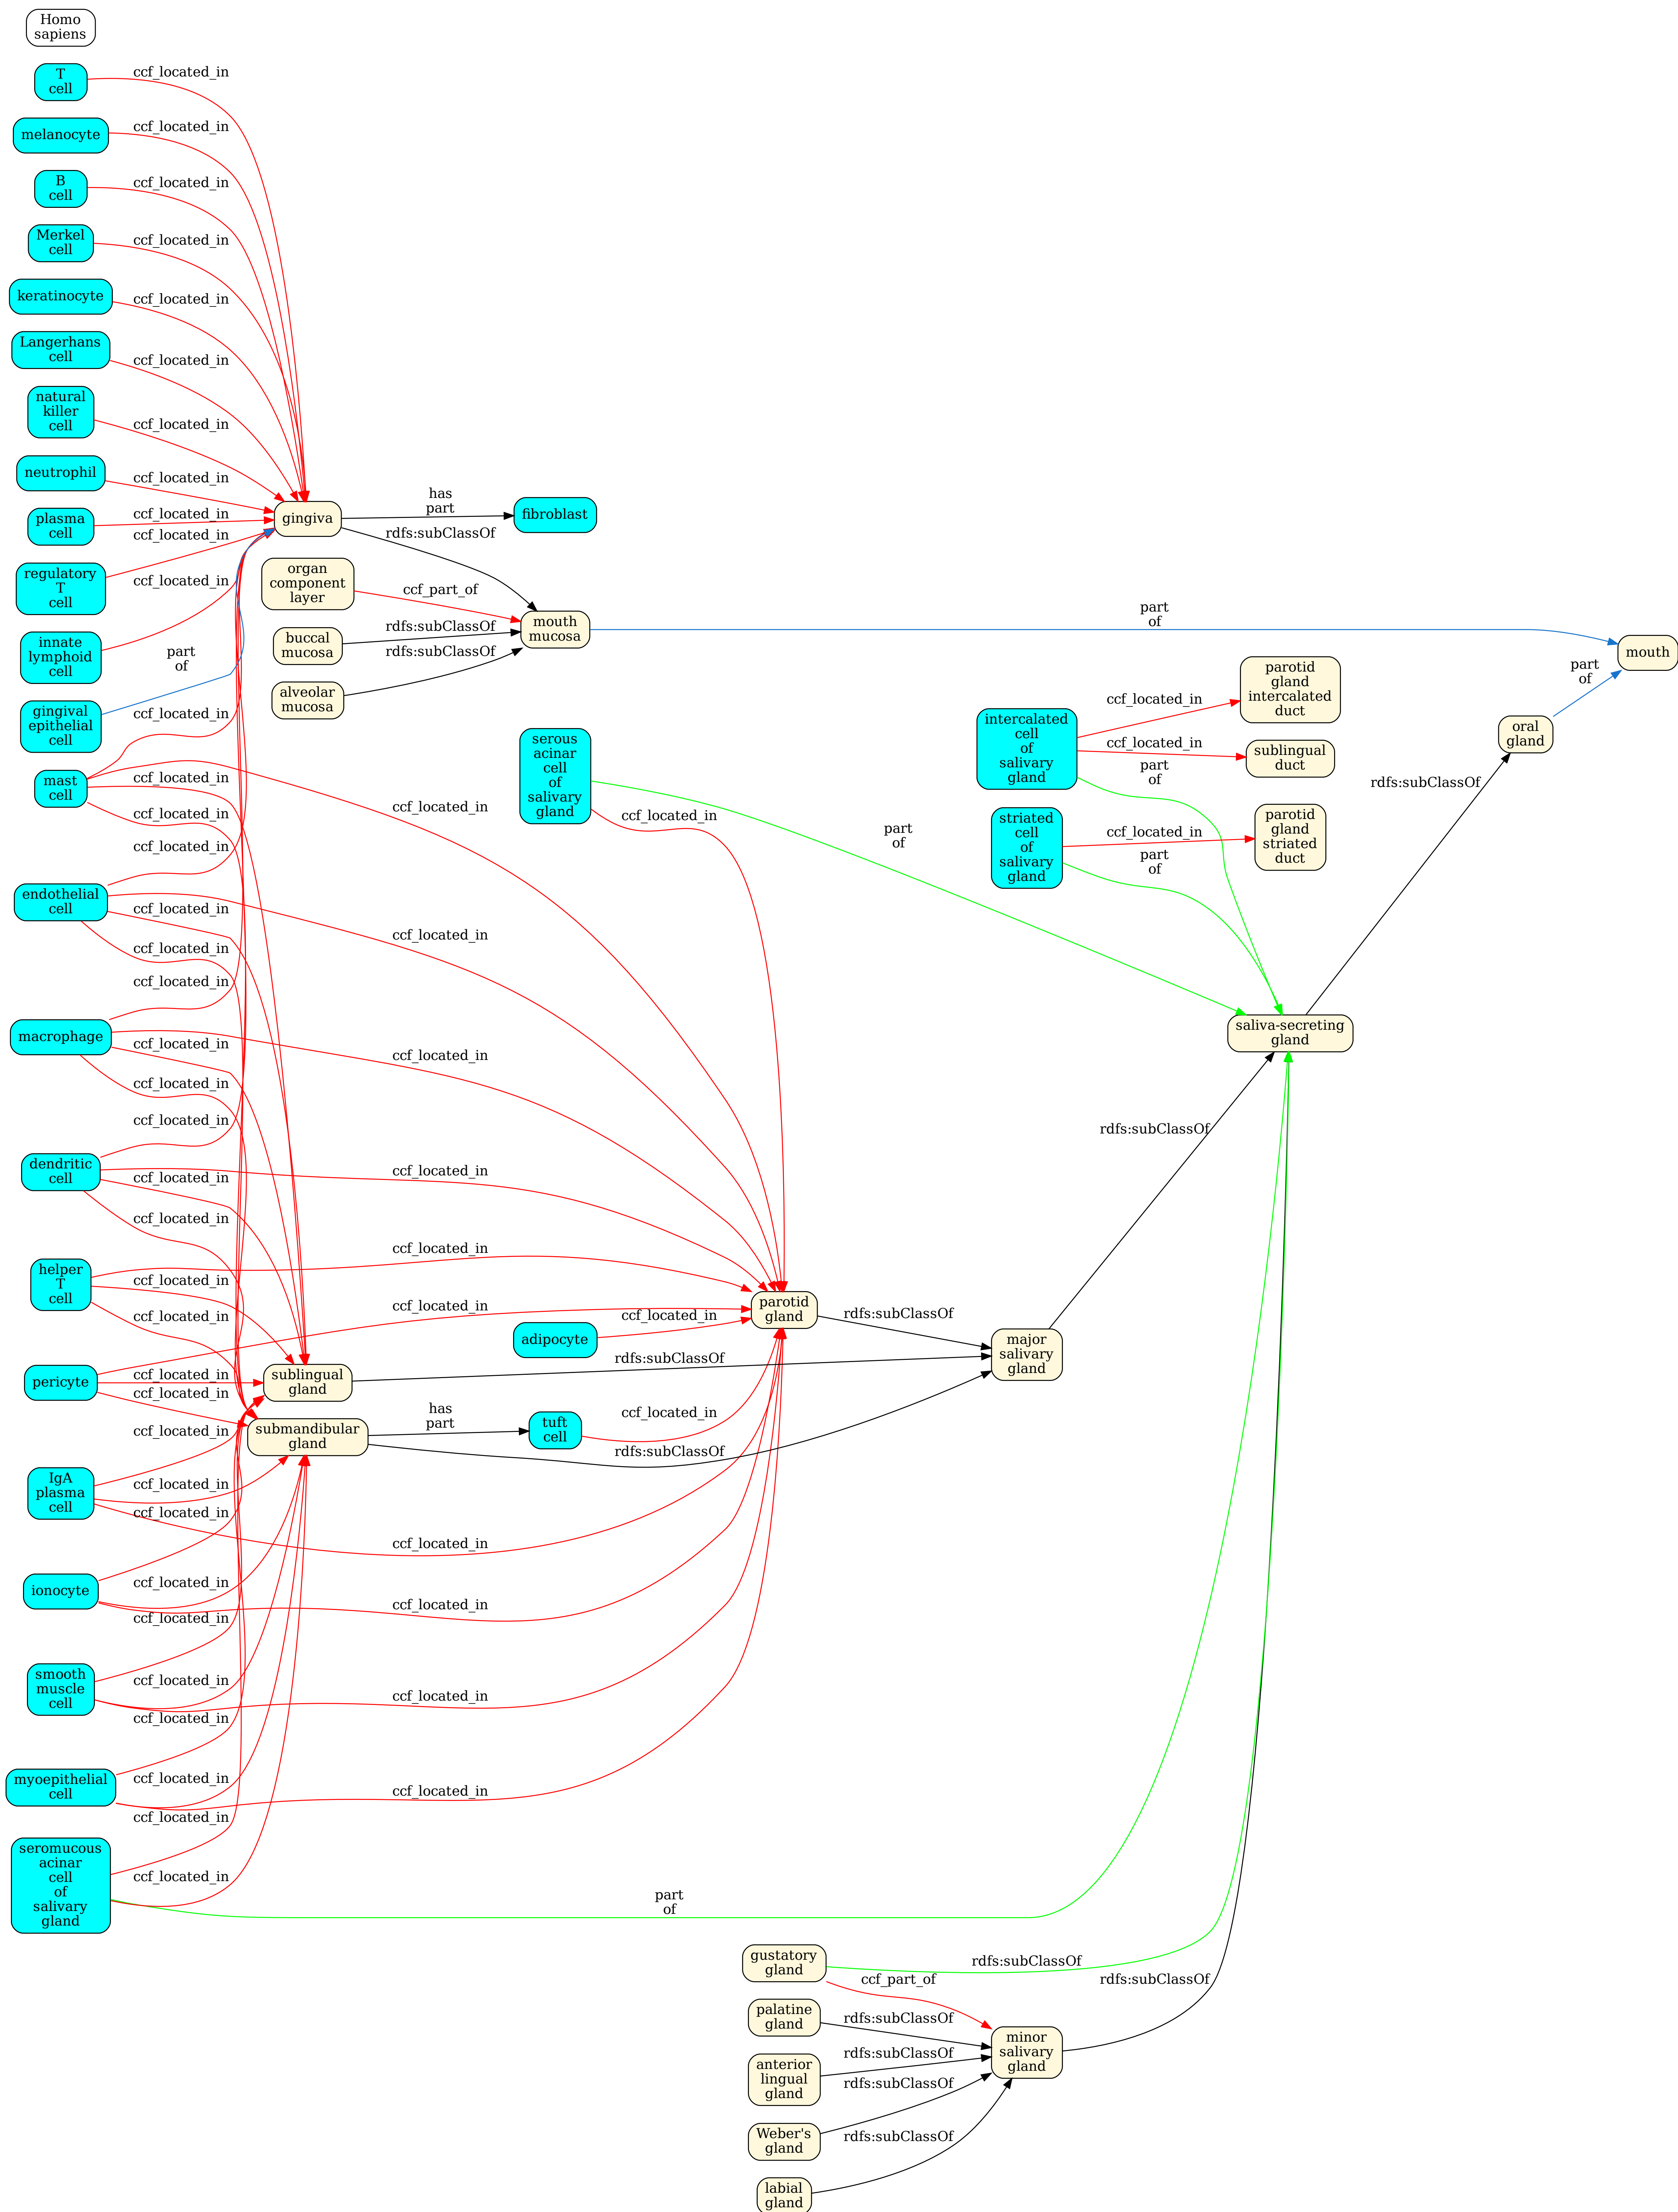 Homo
sapiens
T
cell
ccf_located_in
melanocyte
ccf_located_in
B
cell
ccf_located_in
Merkel
cell
ccf_located_in
keratinocyte
ccf_located_in
Langerhans
cell
ccf_located_in
natural
killer
cell
ccf_located_in
neutrophil
ccf_located_in
plasma
cell
ccf_located_in
regulatory
T
cell
ccf_located_in
innate
lymphoid
cell
ccf_located_in
gingival
epithelial
cell
part
of
gingiva
has
part
fibroblast
rdfs:subClassOf
organ
component
layer
ccf_part_of
buccal
mucosa
rdfs:subClassOf
alveolar
mucosa
rdfs:subClassOf
mouth
mucosa
part
of
mouth
mast
cell
ccf_located_in
ccf_located_in
ccf_located_in
ccf_located_in
endothelial
cell
ccf_located_in
ccf_located_in
ccf_located_in
ccf_located_in
macrophage
ccf_located_in
ccf_located_in
ccf_located_in
ccf_located_in
dendritic
cell
ccf_located_in
ccf_located_in
ccf_located_in
ccf_located_in
helper
T
cell
ccf_located_in
ccf_located_in
ccf_located_in
pericyte
ccf_located_in
ccf_located_in
ccf_located_in
IgA
plasma
cell
ccf_located_in
ccf_located_in
ccf_located_in
ionocyte
ccf_located_in
ccf_located_in
ccf_located_in
smooth
muscle
cell
ccf_located_in
ccf_located_in
ccf_located_in
myoepithelial
cell
ccf_located_in
ccf_located_in
ccf_located_in
seromucous
acinar
cell
of
salivary
gland
ccf_located_in
ccf_located_in
part
of
sublingual
gland
rdfs:subClassOf
submandibular
gland
has
part
rdfs:subClassOf
tuft
cell
ccf_located_in
adipocyte
ccf_located_in
serous
acinar
cell
of
salivary
gland
part
of
ccf_located_in
parotid
gland
rdfs:subClassOf
major
salivary
gland
rdfs:subClassOf
intercalated
cell
of
salivary
gland
ccf_located_in
ccf_located_in
part
of
parotid
gland
intercalated
duct
sublingual
duct
striated
cell
of
salivary
gland
ccf_located_in
part
of
parotid
gland
striated
duct
saliva-secreting
gland
rdfs:subClassOf
oral
gland
part
of
gustatory
gland
rdfs:subClassOf
ccf_part_of
palatine
gland
rdfs:subClassOf
anterior
lingual
gland
rdfs:subClassOf
Weber's
gland
rdfs:subClassOf
labial
gland
rdfs:subClassOf
minor
salivary
gland
rdfs:subClassOf